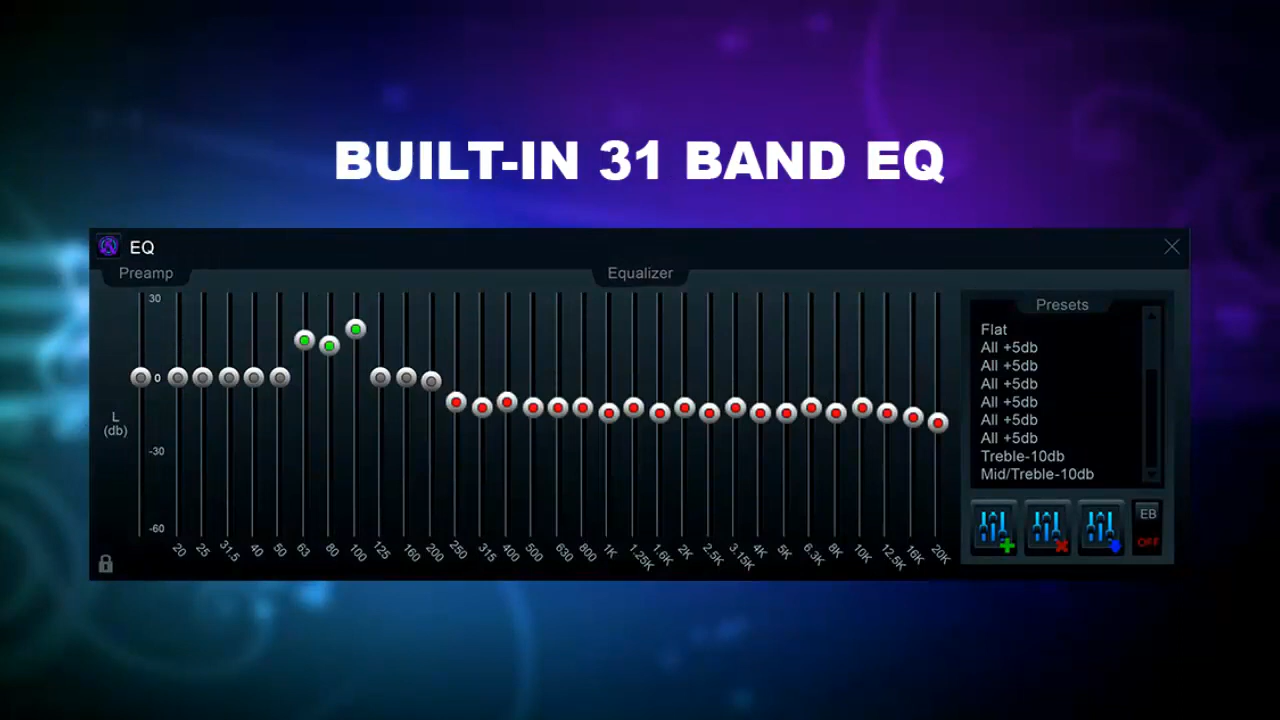 BUILT-IN 31 BAND EQ
EQ
Preamp
Equalizer
Presets
30
0
-30
-60
L
(db)
20 25 31.5 40 50 63 80 100 125 160 200 250 315 400 500 630 800 1K 1.25K 1.6K 2K 2.5K 3.15K 4K 5K 6.3K 8K 10K 12.5K 16K 20K
Flat
All +5db
All +5db
All +5db
All +5db
All +5db
All +5db
Treble-10db
Mid/Treble-10db
EB
OFF